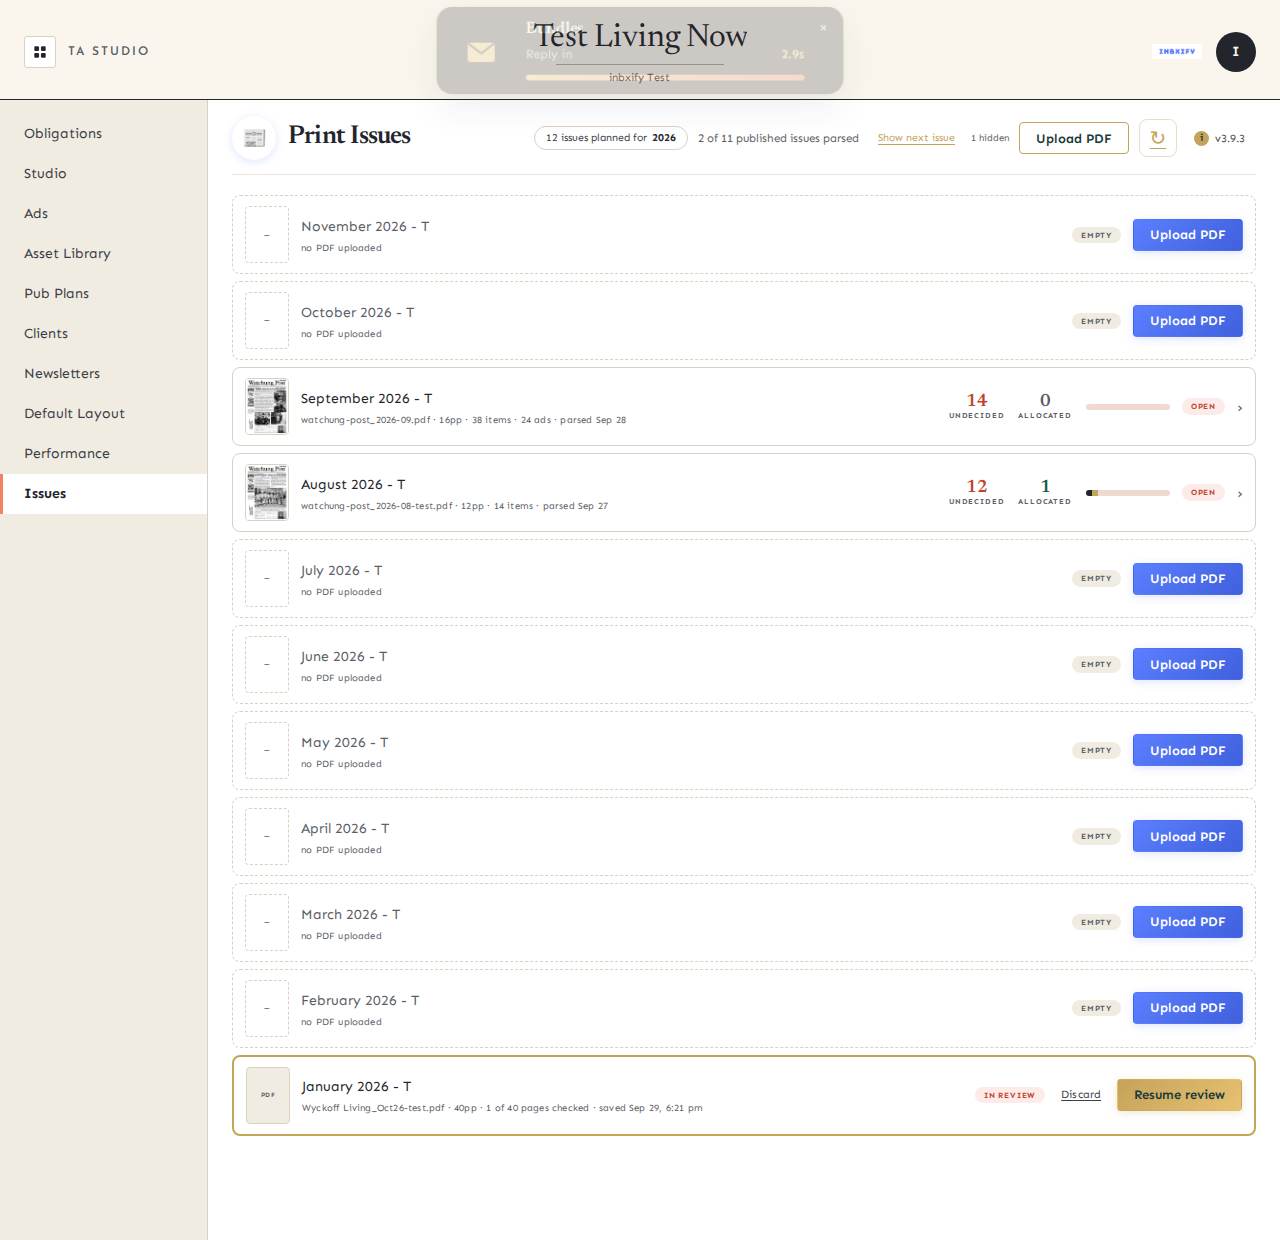 TA STUDIO
Bundles
Test Living Now
×
Reply in
2.9s
inbxify Test
INBXIFY
I
Obligations
Studio
Ads
Asset Library
Pub Plans
Clients
Newsletters
Default Layout
Performance
Issues
Print Issues
12 issues planned for 2026
2 of 11 published issues parsed
Show next issue
1 hidden
Upload PDF
↻
i
v3.9.3
–
November 2026 - T
no PDF uploaded
EMPTY
Upload PDF
–
October 2026 - T
no PDF uploaded
EMPTY
Upload PDF
Watchung Post
September 2026 - T
watchung-post_2026-09.pdf · 16pp · 38 items · 24 ads · parsed Sep 28
14
UNDECIDED
0
ALLOCATED
OPEN
›
Watchung Post
August 2026 - T
watchung-post_2026-08-test.pdf · 12pp · 14 items · parsed Sep 27
12
UNDECIDED
1
ALLOCATED
OPEN
›
–
July 2026 - T
no PDF uploaded
EMPTY
Upload PDF
–
June 2026 - T
no PDF uploaded
EMPTY
Upload PDF
–
May 2026 - T
no PDF uploaded
EMPTY
Upload PDF
–
April 2026 - T
no PDF uploaded
EMPTY
Upload PDF
–
March 2026 - T
no PDF uploaded
EMPTY
Upload PDF
–
February 2026 - T
no PDF uploaded
EMPTY
Upload PDF
PDF
January 2026 - T
Wyckoff Living_Oct26-test.pdf · 40pp · 1 of 40 pages checked · saved Sep 29, 6:21 pm
IN REVIEW
Discard
Resume review